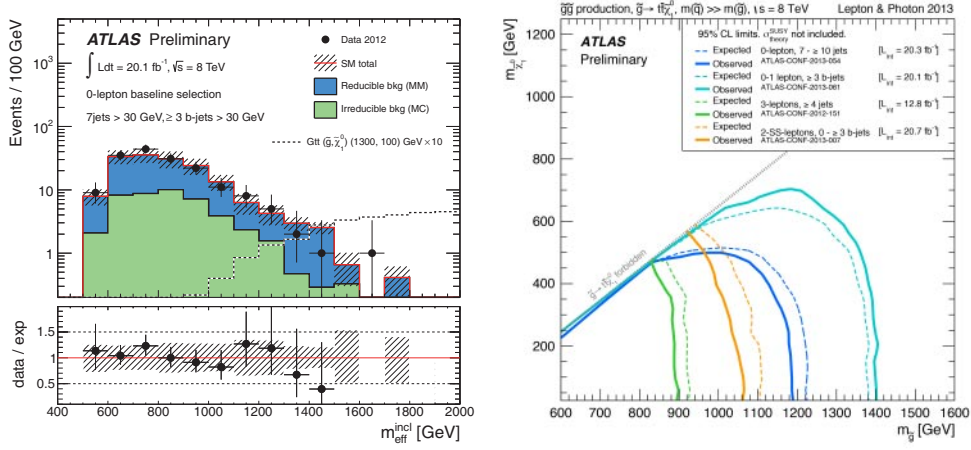 ATLAS Preliminary
∫ Ldt = 20.1 fb⁻¹, √s = 8 TeV
0-lepton baseline selection
7jets > 30 GeV, ≥ 3 b-jets > 30 GeV
Data 2012
SM total
Reducible bkg (MM)
Irreducible bkg (MC)
Gtt (g̃, χ̃₁⁰) (1300, 100) GeV × 10
Events / 100 GeV
10³
10²
10
1
data / exp
1.5
1
0.5
400 600 800 1000 1200 1400 1600 1800 2000
m_eff^incl [GeV]
g̃g̃ production, g̃→ tt̄χ̃₁⁰, m(q̃) >> m(g̃), √s = 8 TeV
Lepton & Photon 2013
ATLAS
Preliminary
95% CL limits. σ_theory^SUSY not included.
Expected 0-lepton, 7 - ≥ 10 jets [L_int = 20.3 fb⁻¹]
Observed ATLAS-CONF-2013-054
Expected 0-1 lepton, ≥ 3 b-jets [L_int = 20.1 fb⁻¹]
Observed ATLAS-CONF-2013-061
Expected 3-leptons, ≥ 4 jets [L_int = 12.8 fb⁻¹]
Observed ATLAS-CONF-2012-151
Expected 2-SS-leptons, 0 - ≥ 3 b-jets [L_int = 20.7 fb⁻¹]
Observed ATLAS-CONF-2013-007
m_χ̃₁⁰ [GeV]
1200
1000
800
600
400
200
g̃→ tt̄χ̃₁⁰ forbidden
600 700 800 900 1000 1100 1200 1300 1400 1500 1600
m_g̃ [GeV]